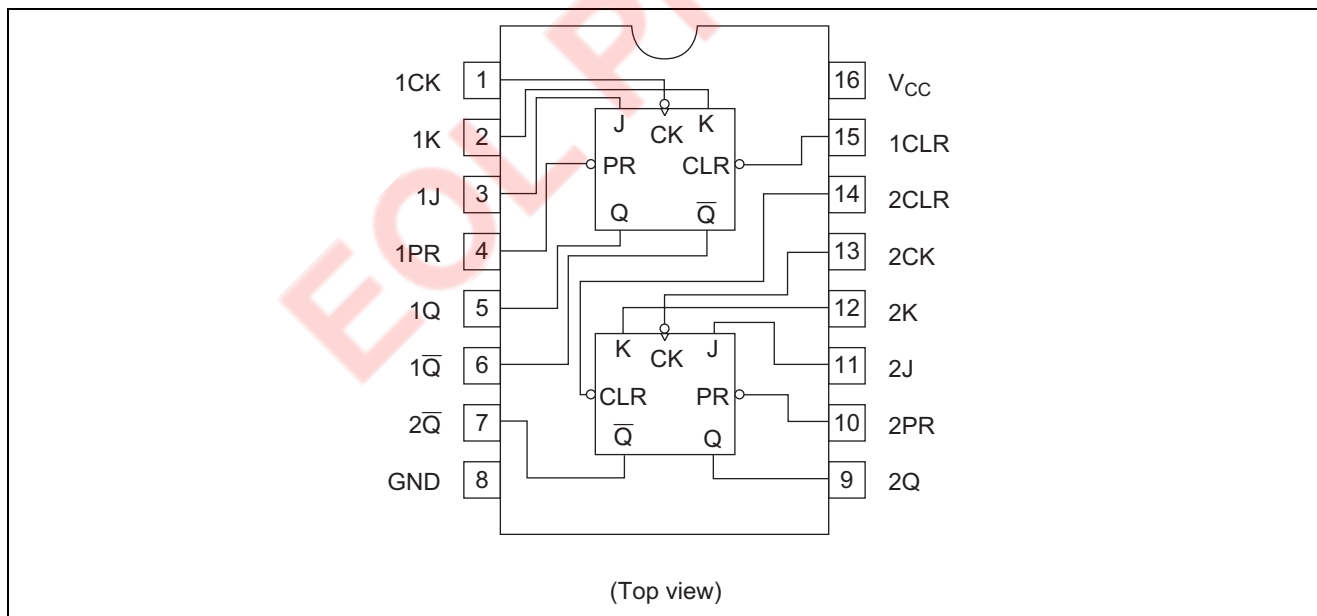 EOL P
1CK 1
1K 2
1J 3
1PR 4
1Q 5
1Q̅ 6
2Q̅ 7
GND 8
16 VCC
15 1CLR
14 2CLR
13 2CK
12 2K
11 2J
10 2PR
9 2Q
J CK K
PR CLR
Q Q̅
K CK J
CLR PR
Q̅ Q
(Top view)